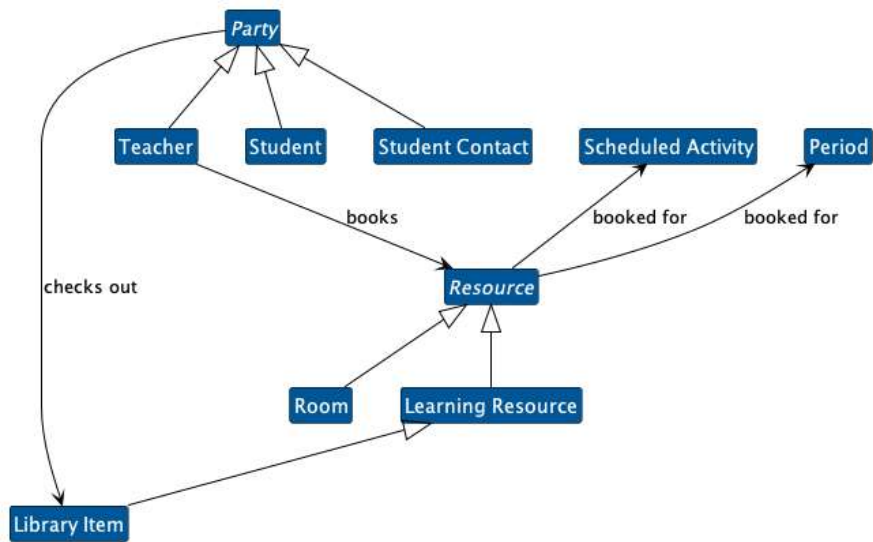 Party
Teacher
Student
Student Contact
Scheduled Activity
Period
books
booked for
booked for
checks out
Resource
Room
Learning Resource
Library Item